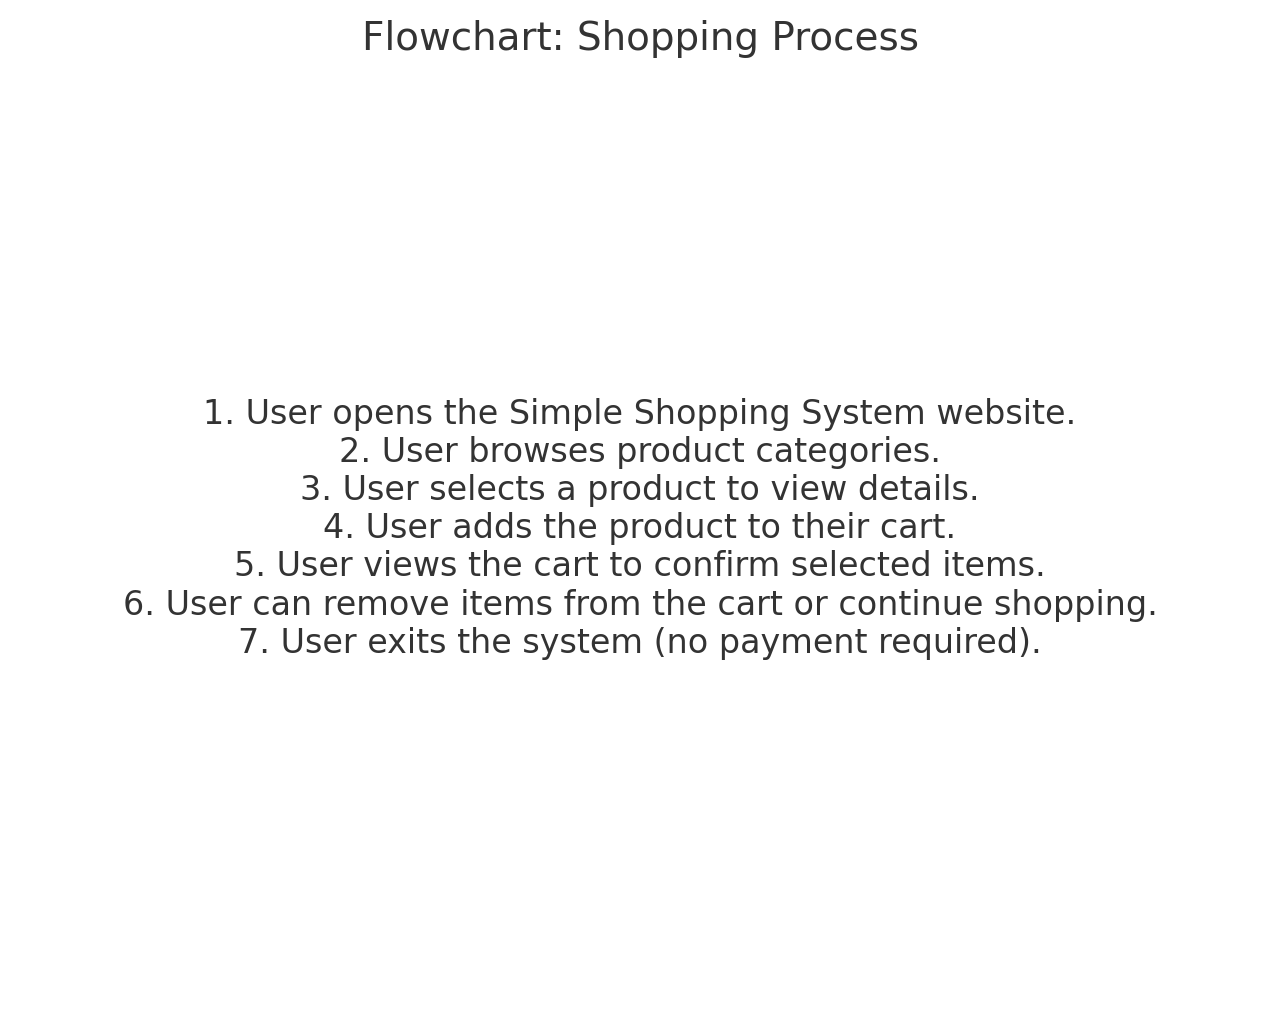 Flowchart: Shopping Process
1. User opens the Simple Shopping System website.
2. User browses product categories.
3. User selects a product to view details.
4. User adds the product to their cart.
5. User views the cart to confirm selected items.
6. User can remove items from the cart or continue shopping.
7. User exits the system (no payment required).